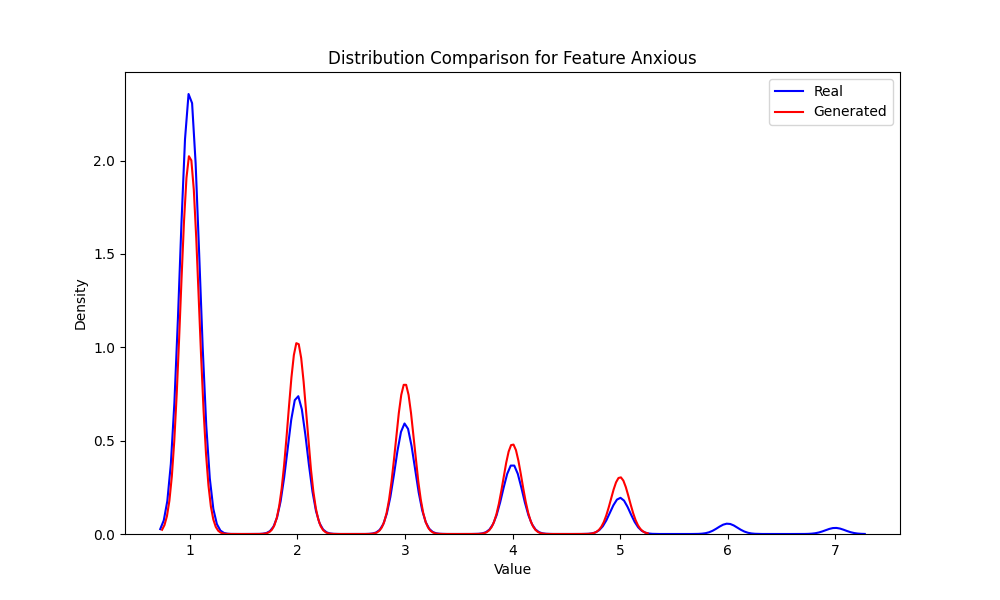 Distribution Comparison for Feature Anxious
Real
Generated
Density
2.0
1.5
1.0
0.5
0.0
1 2 3 4 5 6 7
Value